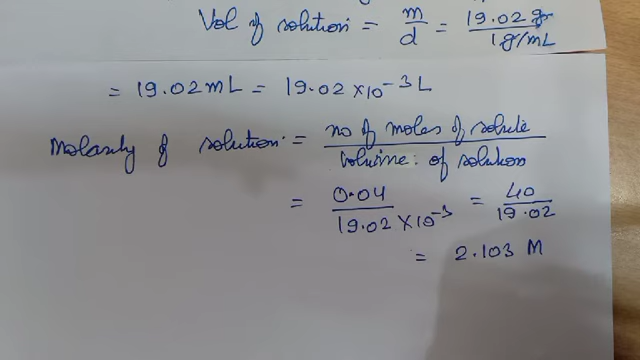 Vol of solution = m/d = 19.02 gr/1 g/mL
= 19.02 mL = 19.02 × 10⁻³ L
Molarity of solution = no of moles of solute/volume of solution
= 0.04/19.02 × 10⁻³ = 40/19.02
= 2.103 M